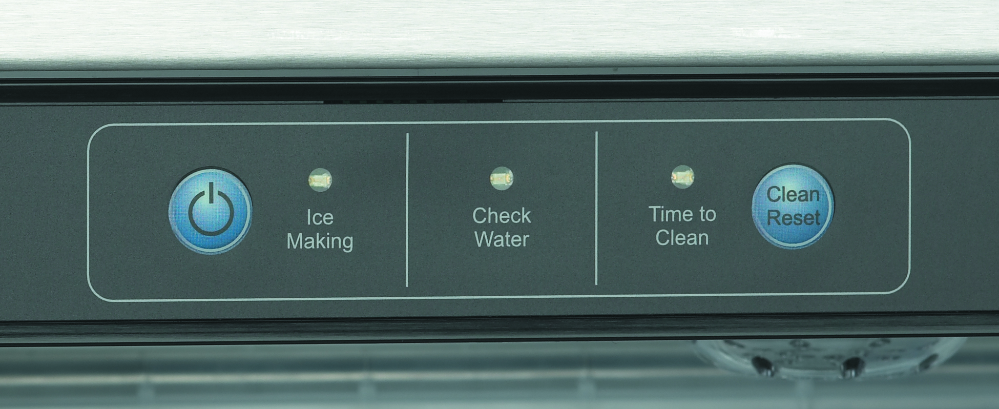 Ice
Making
Check
Water
Time to
Clean
Clean
Reset